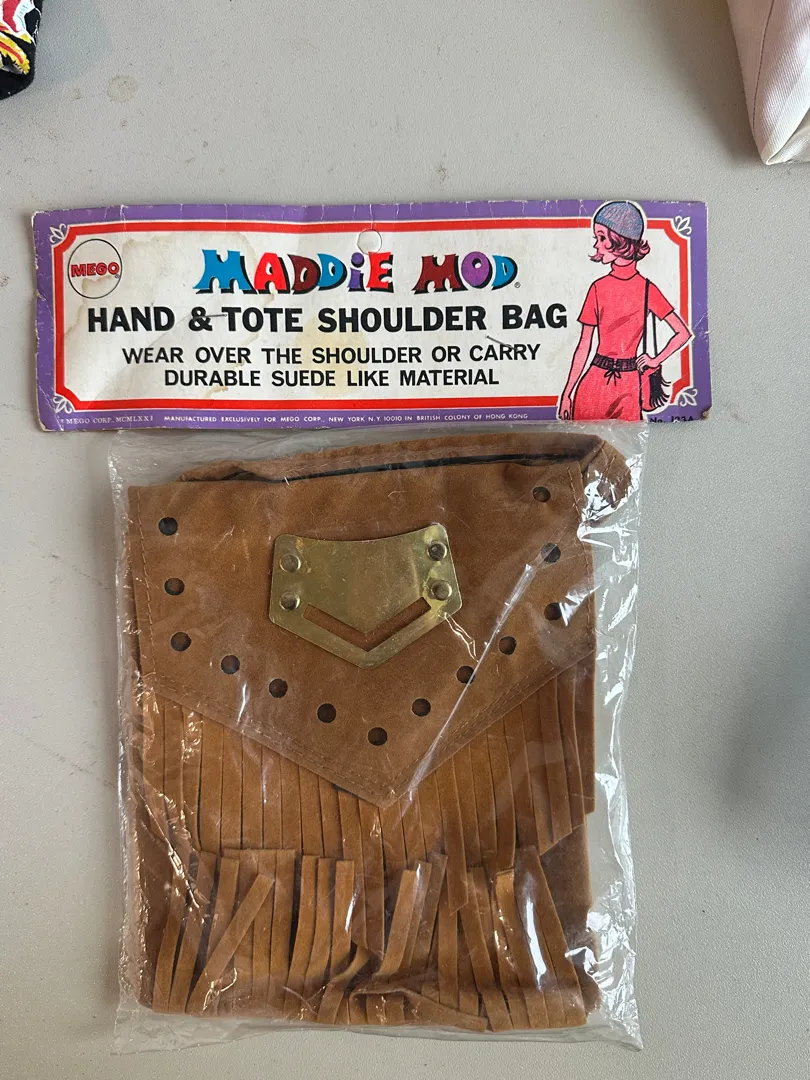 MEGO
MADDiE MOD®
HAND & TOTE SHOULDER BAG
WEAR OVER THE SHOULDER OR CARRY
DURABLE SUEDE LIKE MATERIAL
MEGO CORP. MCMLXXI MANUFACTURED EXCLUSIVELY FOR MEGO CORP., NEW YORK N.Y. 10010 IN BRITISH COLONY OF HONG KONG
No.